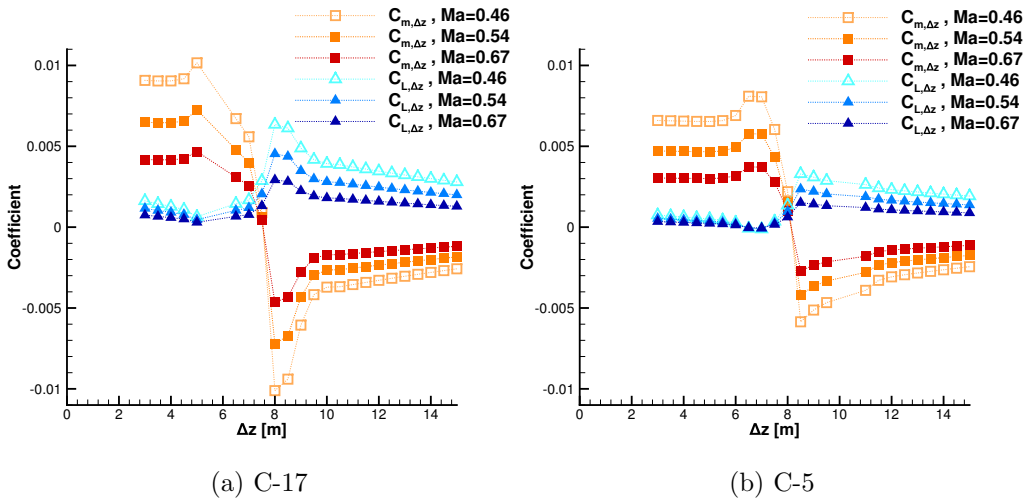 C_m,Δz , Ma=0.46
C_m,Δz , Ma=0.54
C_m,Δz , Ma=0.67
C_L,Δz , Ma=0.46
C_L,Δz , Ma=0.54
C_L,Δz , Ma=0.67
Coefficient
0.01
0.005
0
-0.005
-0.01
0 2 4 6 8 10 12 14
Δz [m]
(a) C-17
C_m,Δz , Ma=0.46
C_m,Δz , Ma=0.54
C_m,Δz , Ma=0.67
C_L,Δz , Ma=0.46
C_L,Δz , Ma=0.54
C_L,Δz , Ma=0.67
Coefficient
0.01
0.005
0
-0.005
-0.01
0 2 4 6 8 10 12 14
Δz [m]
(b) C-5